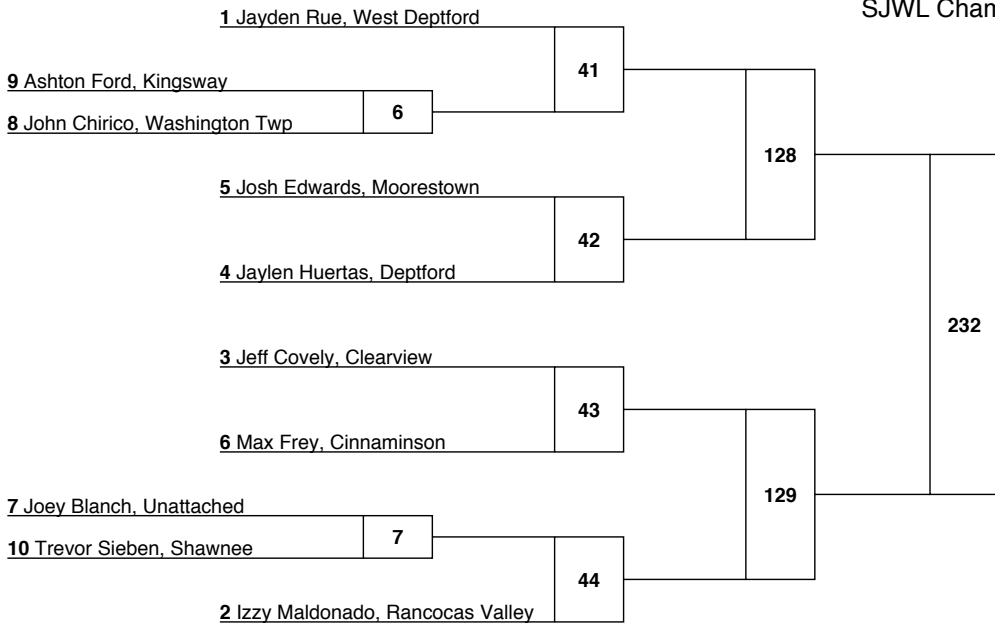 SJWL Cham
1 Jayden Rue, West Deptford
41
9 Ashton Ford, Kingsway
6
8 John Chirico, Washington Twp
128
5 Josh Edwards, Moorestown
42
4 Jaylen Huertas, Deptford
232
3 Jeff Covely, Clearview
43
6 Max Frey, Cinnaminson
129
7 Joey Blanch, Unattached
7
10 Trevor Sieben, Shawnee
44
2 Izzy Maldonado, Rancocas Valley